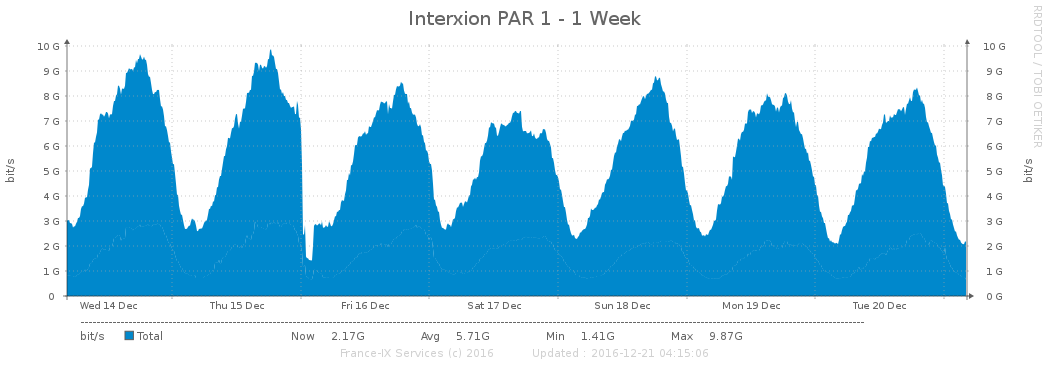 Interxion PAR 1 - 1 Week
RRDTOOL / TOBI OETIKER
bit/s
bit/s
10 G 10 G
9 G 9 G
8 G 8 G
7 G 7 G
6 G 6 G
5 G 5 G
4 G 4 G
3 G 3 G
2 G 2 G
1 G 1 G
0 0 G
Wed 14 Dec Thu 15 Dec Fri 16 Dec Sat 17 Dec Sun 18 Dec Mon 19 Dec Tue 20 Dec
bit/s Total Now 2.17G Avg 5.71G Min 1.41G Max 9.87G
France-IX Services (c) 2016 Updated : 2016-12-21 04:15:06